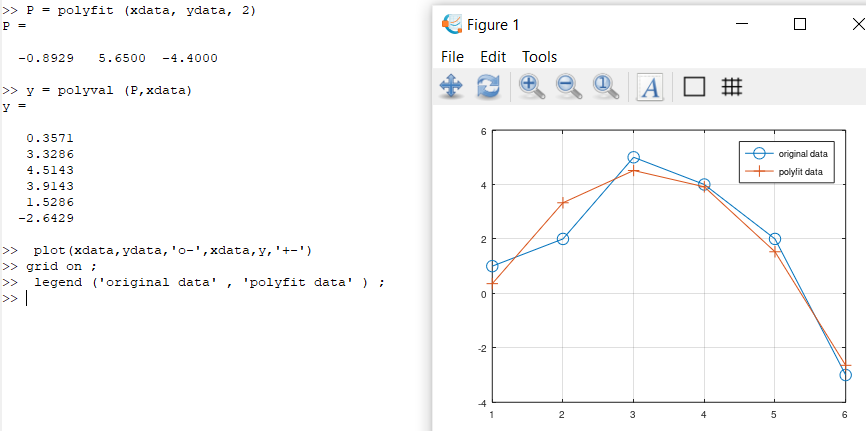 >> P = polyfit (xdata, ydata, 2)
P =
-0.8929 5.6500 -4.4000
>> y = polyval (P,xdata)
y =
0.3571
3.3286
4.5143
3.9143
1.5286
-2.6429
>> plot(xdata,ydata,'o-',xdata,y,'+-')
>> grid on ;
>> legend ('original data' , 'polyfit data' ) ;
>>
Figure 1
File Edit Tools
1 A
6
original data
polyfit data
4
2
0
-2
-4
1 2 3 4 5 6